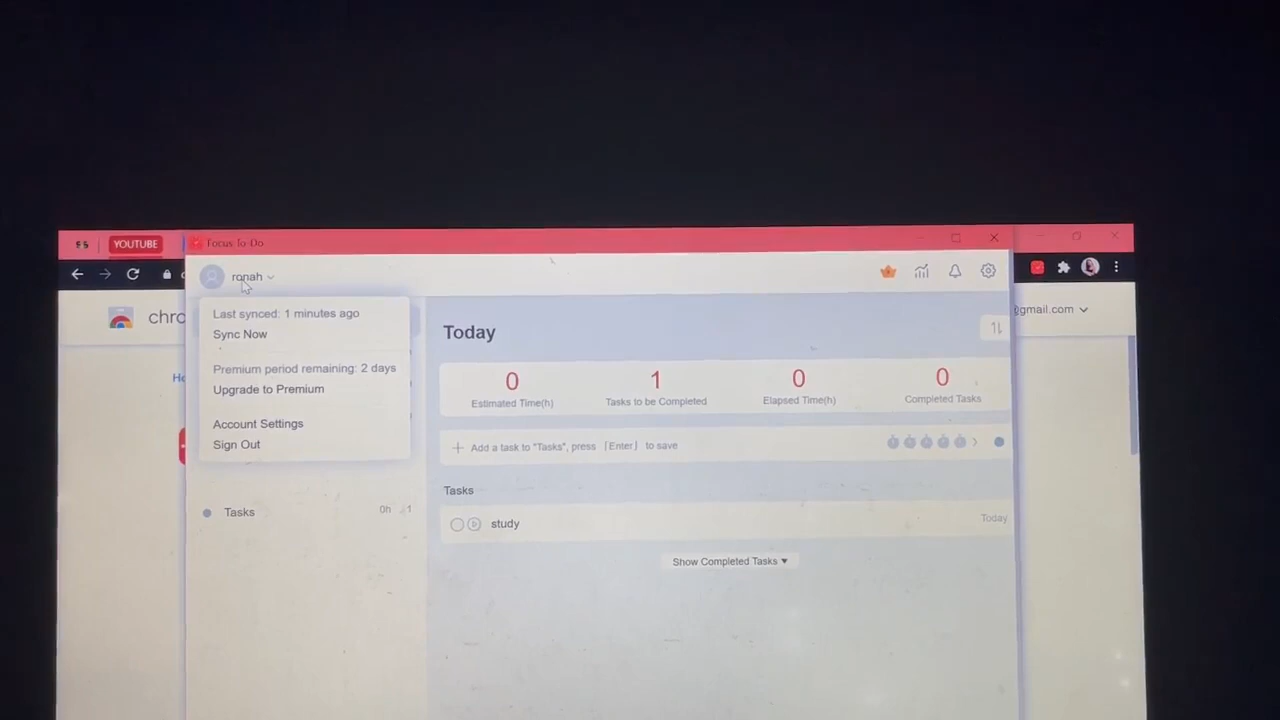 YOUTUBE
Focus To-Do
ronah
chro
@gmail.com
Last synced: 1 minutes ago
Sync Now
Premium period remaining: 2 days
Upgrade to Premium
Account Settings
Sign Out
Tasks 0h 1
Today
0 1 0 0
Estimated Time(h) Tasks to be Completed Elapsed Time(h) Completed Tasks
Add a task to "Tasks", press 「Enter」 to save
Tasks
study Today
Show Completed Tasks